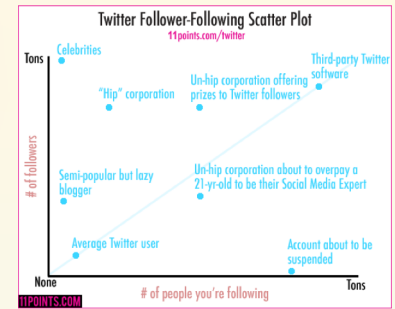 Twitter Follower-Following Scatter Plot
11points.com/twitter
Celebrities
Tons
Third-party Twitter
software
"Hip" corporation
Un-hip corporation offering
prizes to Twitter followers
# of followers
Semi-popular but lazy
blogger
Un-hip corporation about to overpay a
21-yr-old to be their Social Media Expert
Average Twitter user
Account about to be
suspended
None
# of people you're following
Tons
11POINTS.COM